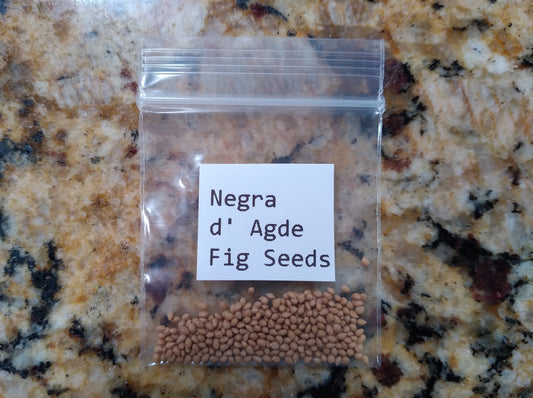 Negra
d' Agde
Fig Seeds